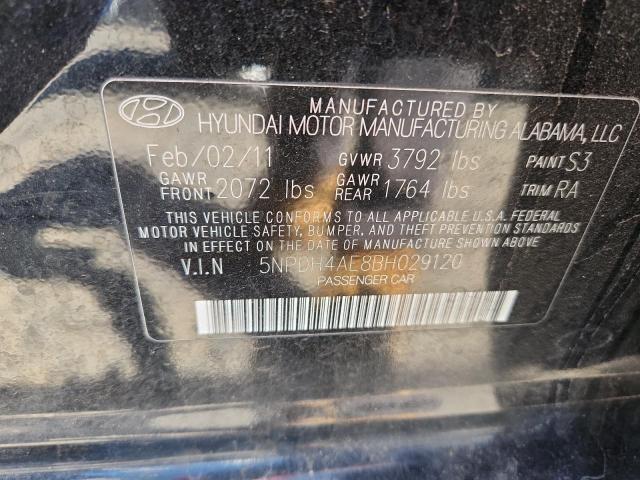 MANUFACTURED BY
HYUNDAI MOTOR MANUFACTURING ALABAMA, LLC
Feb/02/11 GVWR 3792 lbs PAINT S3
GAWR FRONT 2072 lbs GAWR REAR 1764 lbs TRIM RA
THIS VEHICLE CONFORMS TO ALL APPLICABLE U.S.A. FEDERAL
MOTOR VEHICLE SAFETY, BUMPER, AND THEFT PREVENTION
STANDARDS IN EFFECT ON THE DATE OF MANUFACTURE SHOWN ABOVE.
V.I.N 5NPDH4AE8BH029120
PASSENGER CAR